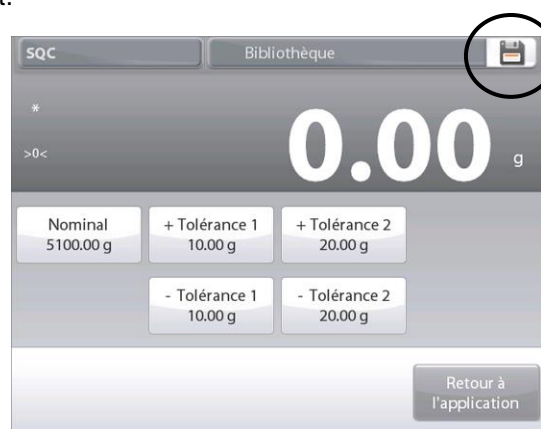 SQC
Bibliothèque
*
>0<
0.00 g
Nominal
5100.00 g
+ Tolérance 1
10.00 g
+ Tolérance 2
20.00 g
- Tolérance 1
10.00 g
- Tolérance 2
20.00 g
Retour à
l'application